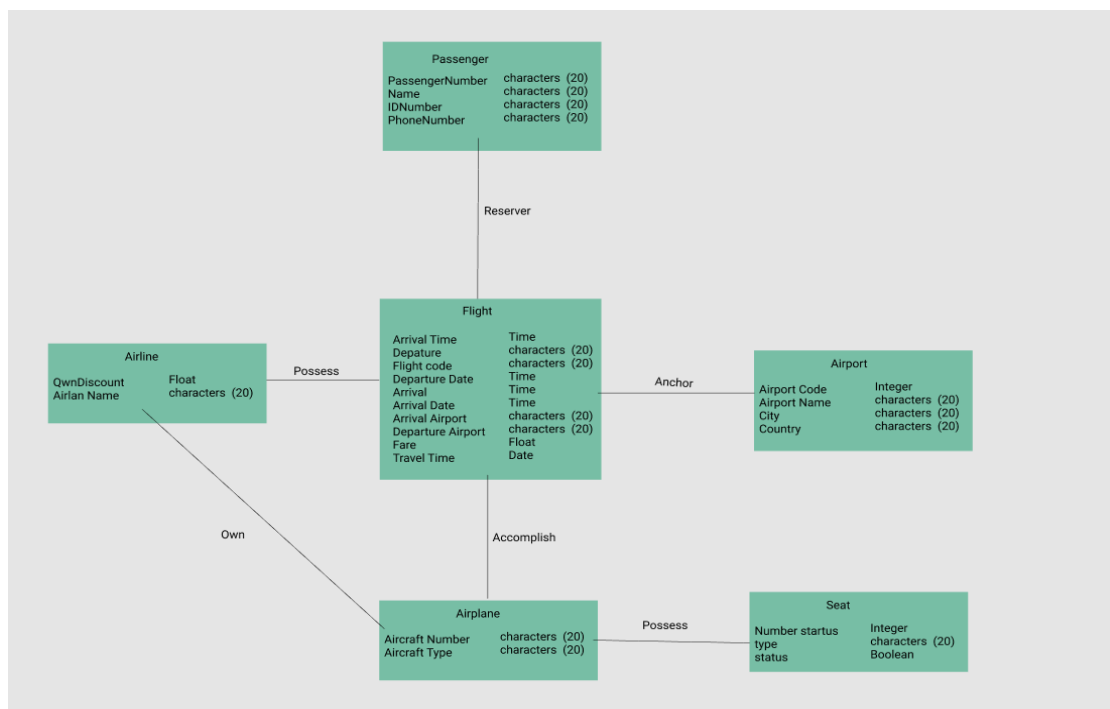 Passenger
PassengerNumber characters (20)
Name characters (20)
IDNumber characters (20)
PhoneNumber characters (20)
Reserver
Flight
Arrival Time Time
Depature characters (20)
Flight code characters (20)
Departure Date Time
Arrival Time
Arrival Date Time
Arrival Airport characters (20)
Departure Airport characters (20)
Fare Float
Travel Time Date
Airline
QwnDiscount Float
Airlan Name characters (20)
Possess
Anchor
Airport
Airport Code Integer
Airport Name characters (20)
City characters (20)
Country characters (20)
Own
Accomplish
Airplane
Aircraft Number characters (20)
Aircraft Type characters (20)
Possess
Seat
Number startus Integer
type characters (20)
status Boolean